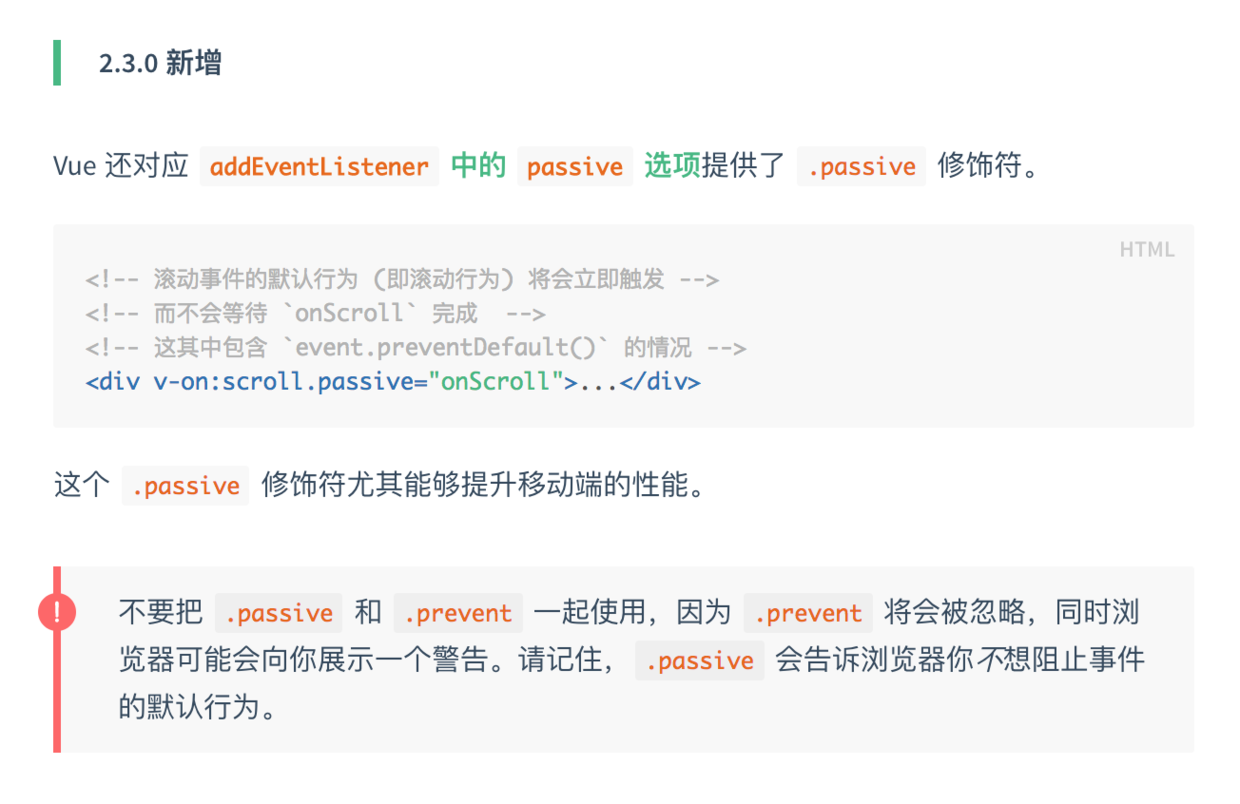 2.3.0 新增
Vue 还对应 addEventListener 中的 passive 选项提供了 .passive 修饰符。
HTML
<!-- 滚动事件的默认行为 (即滚动行为) 将会立即触发 -->
<!-- 而不会等待 `onScroll` 完成  -->
<!-- 这其中包含 `event.preventDefault()` 的情况 -->
<div v-on:scroll.passive="onScroll">...</div>
这个 .passive 修饰符尤其能够提升移动端的性能。
!
不要把 .passive 和 .prevent 一起使用，因为 .prevent 将会被忽略，同时浏
览器可能会向你展示一个警告。请记住，.passive 会告诉浏览器你不想阻止事件
的默认行为。